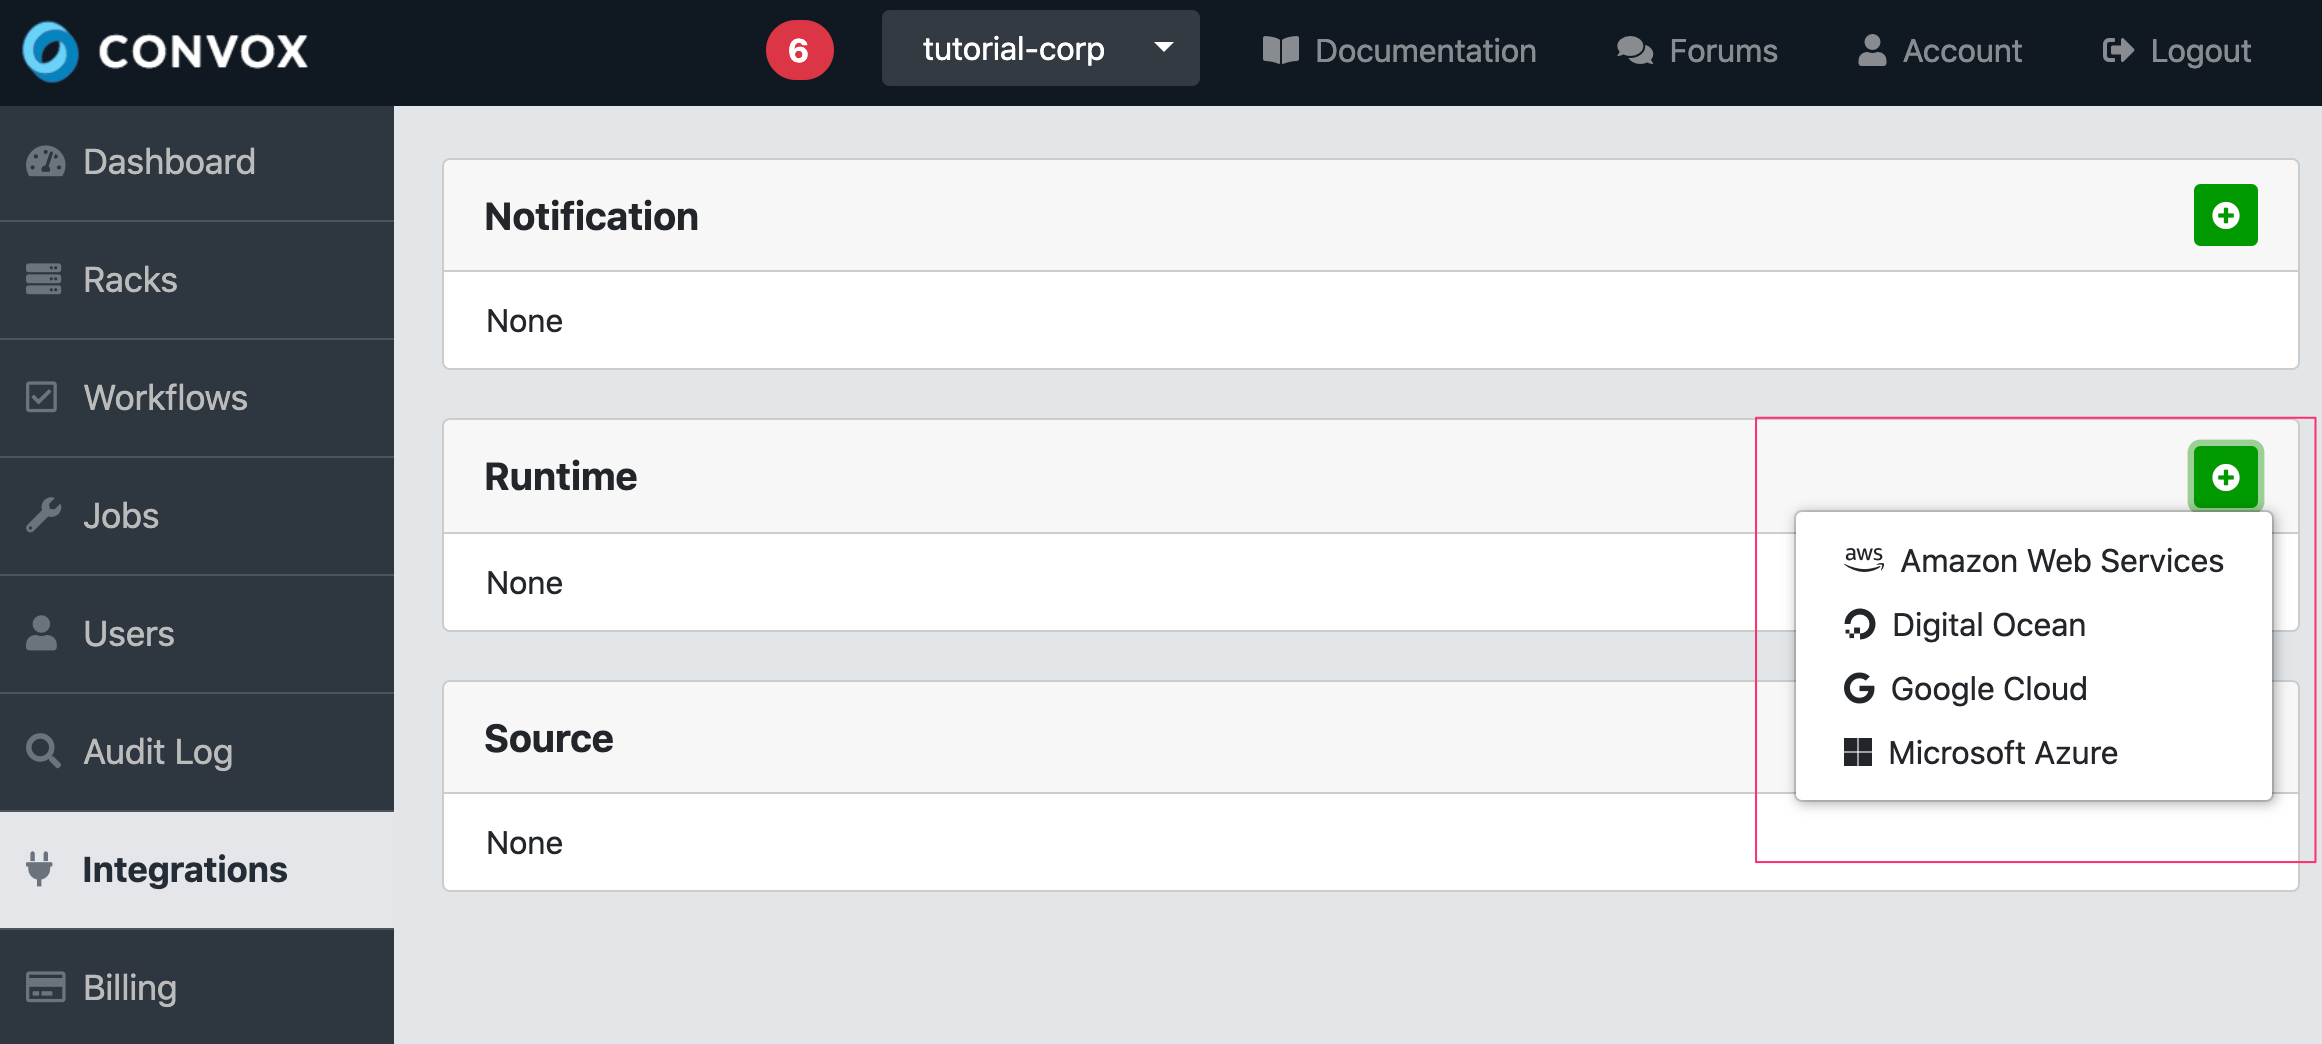 CONVOX
6
tutorial-corp
Documentation
Forums
Account
Logout
Dashboard
Racks
Workflows
Jobs
Users
Audit Log
Integrations
Billing
Notification
None
Runtime
None
aws Amazon Web Services
Digital Ocean
Google Cloud
Microsoft Azure
Source
None